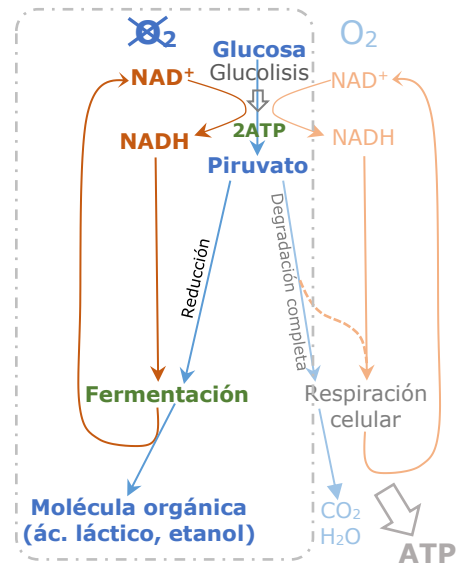 O₂
O₂
Glucosa
Glucolisis
NAD⁺
NAD⁺
2ATP
NADH
NADH
Piruvato
Reducción
Degradación completa
Fermentación
Respiración
celular
Molécula orgánica
(ác. láctico, etanol)
CO₂
H₂O
ATP